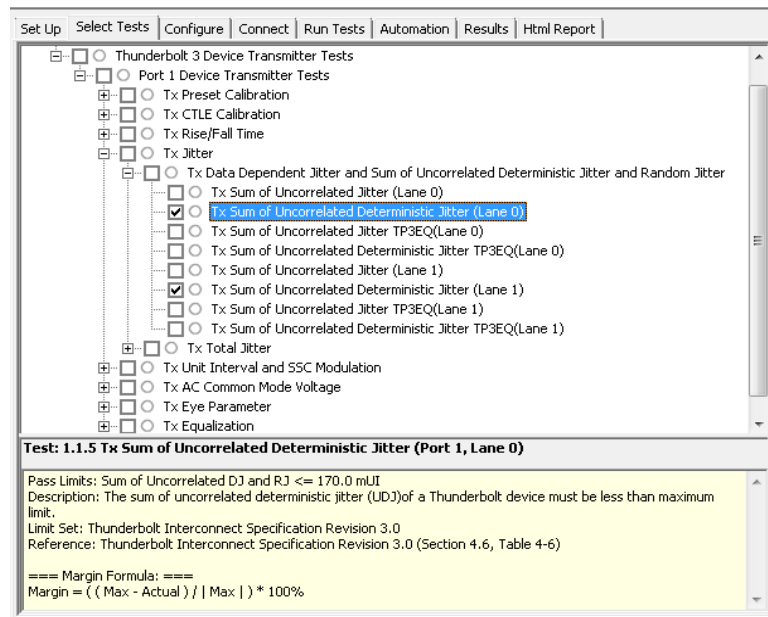 Set Up Select Tests Configure Connect Run Tests Automation Results Html Report
Thunderbolt 3 Device Transmitter Tests
Port 1 Device Transmitter Tests
Tx Preset Calibration
Tx CTLE Calibration
Tx Rise/Fall Time
Tx Jitter
Tx Data Dependent Jitter and Sum of Uncorrelated Deterministic Jitter and Random Jitter
Tx Sum of Uncorrelated Jitter (Lane 0)
Tx Sum of Uncorrelated Deterministic Jitter (Lane 0)
Tx Sum of Uncorrelated Jitter TP3EQ(Lane 0)
Tx Sum of Uncorrelated Deterministic Jitter TP3EQ(Lane 0)
Tx Sum of Uncorrelated Jitter (Lane 1)
Tx Sum of Uncorrelated Deterministic Jitter (Lane 1)
Tx Sum of Uncorrelated Jitter TP3EQ(Lane 1)
Tx Sum of Uncorrelated Deterministic Jitter TP3EQ(Lane 1)
Tx Total Jitter
Tx Unit Interval and SSC Modulation
Tx AC Common Mode Voltage
Tx Eye Parameter
Tx Equalization
Test: 1.1.5 Tx Sum of Uncorrelated Deterministic Jitter (Port 1, Lane 0)
Pass Limits: Sum of Uncorrelated DJ and RJ <= 170.0 mUI
Description: The sum of uncorrelated deterministic jitter (UDJ)of a Thunderbolt device must be less than maximum
limit.
Limit Set: Thunderbolt Interconnect Specification Revision 3.0
Reference: Thunderbolt Interconnect Specification Revision 3.0 (Section 4.6, Table 4-6)
=== Margin Formula: ===
Margin = ( ( Max - Actual ) / | Max | ) * 100%